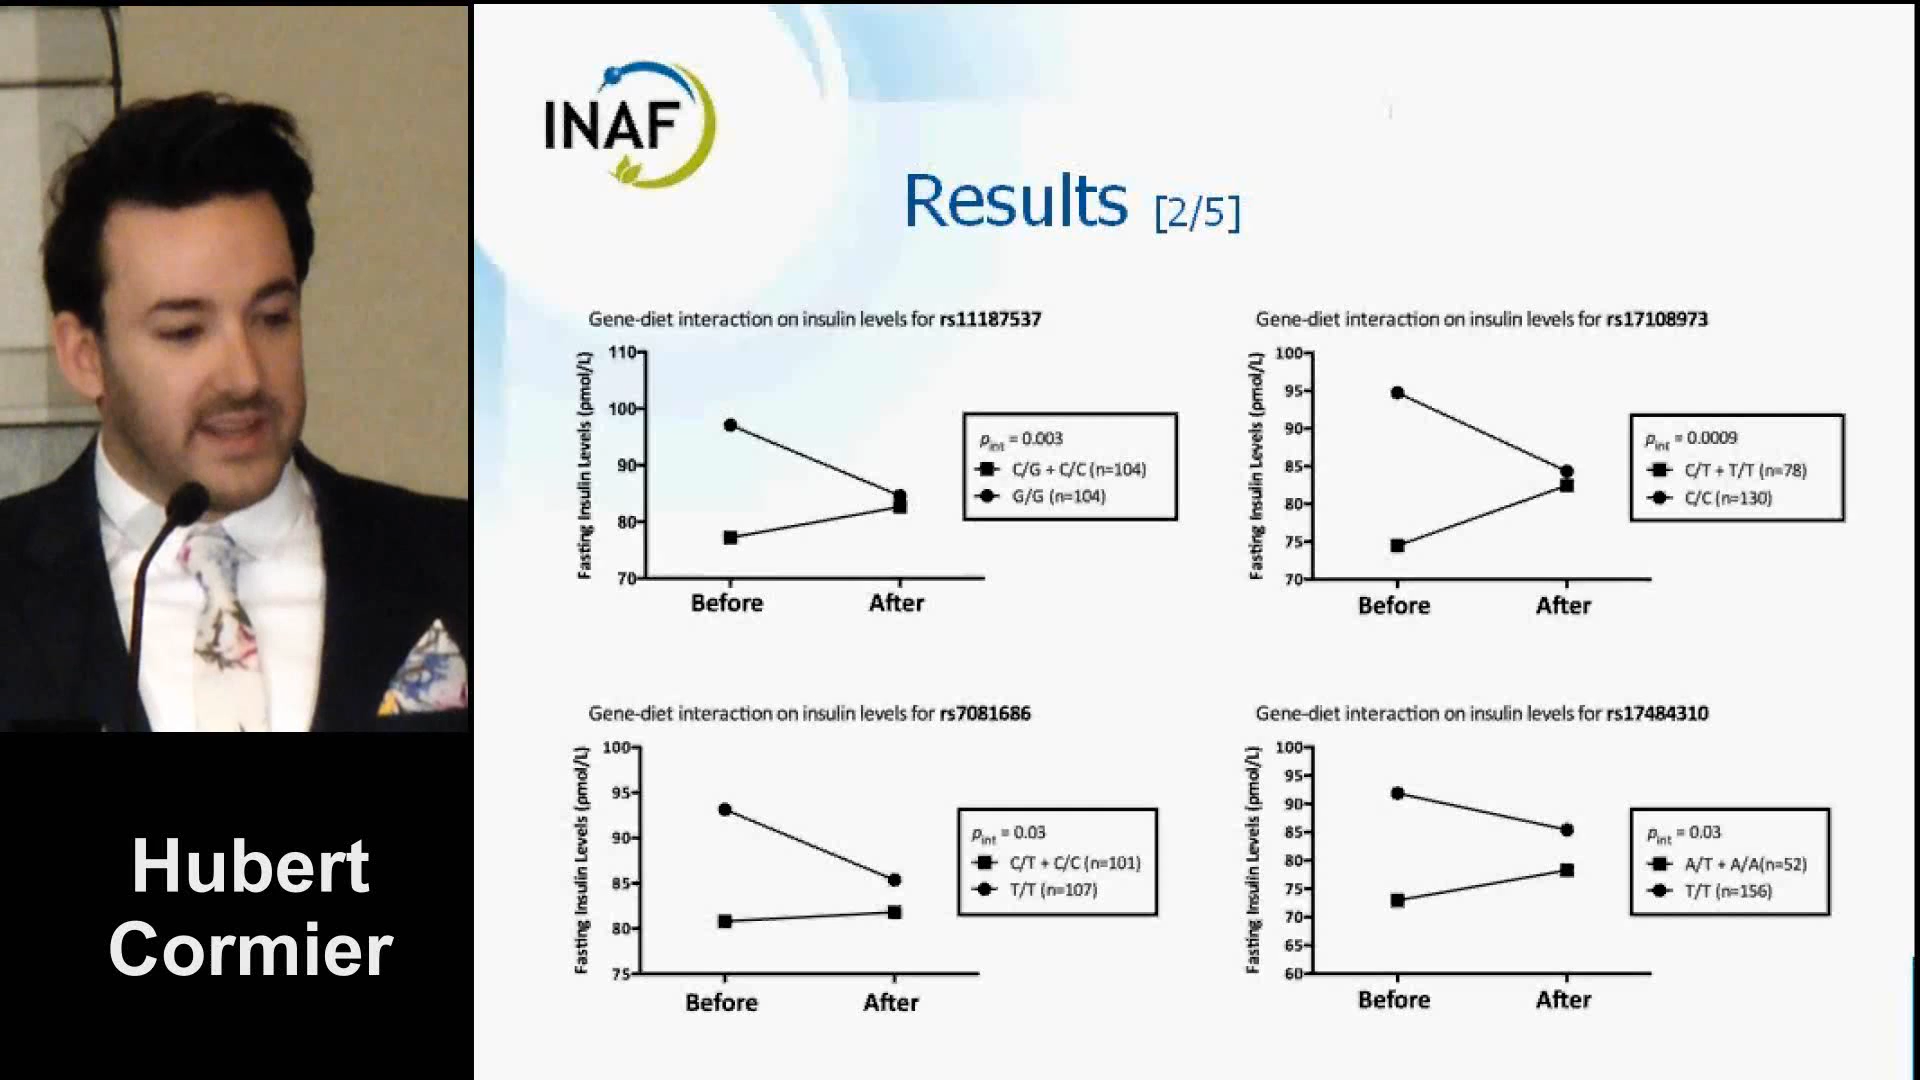 INAF
Results [2/5]
Gene-diet interaction on insulin levels for rs11187537
Fasting Insulin Levels (pmol/L)
110
100
90
80
70
Before After
pint = 0.003
C/G + C/C (n=104)
G/G (n=104)
Gene-diet interaction on insulin levels for rs17108973
Fasting Insulin Levels (pmol/L)
100
95
90
85
80
75
70
Before After
pint = 0.0009
C/T + T/T (n=78)
C/C (n=130)
Gene-diet interaction on insulin levels for rs7081686
Fasting Insulin Levels (pmol/L)
100
95
90
85
80
75
Before After
pint = 0.03
C/T + C/C (n=101)
T/T (n=107)
Gene-diet interaction on insulin levels for rs17484310
Fasting Insulin Levels (pmol/L)
100
95
90
85
80
75
70
65
60
Before After
pint = 0.03
A/T + A/A(n=52)
T/T (n=156)
Hubert
Cormier